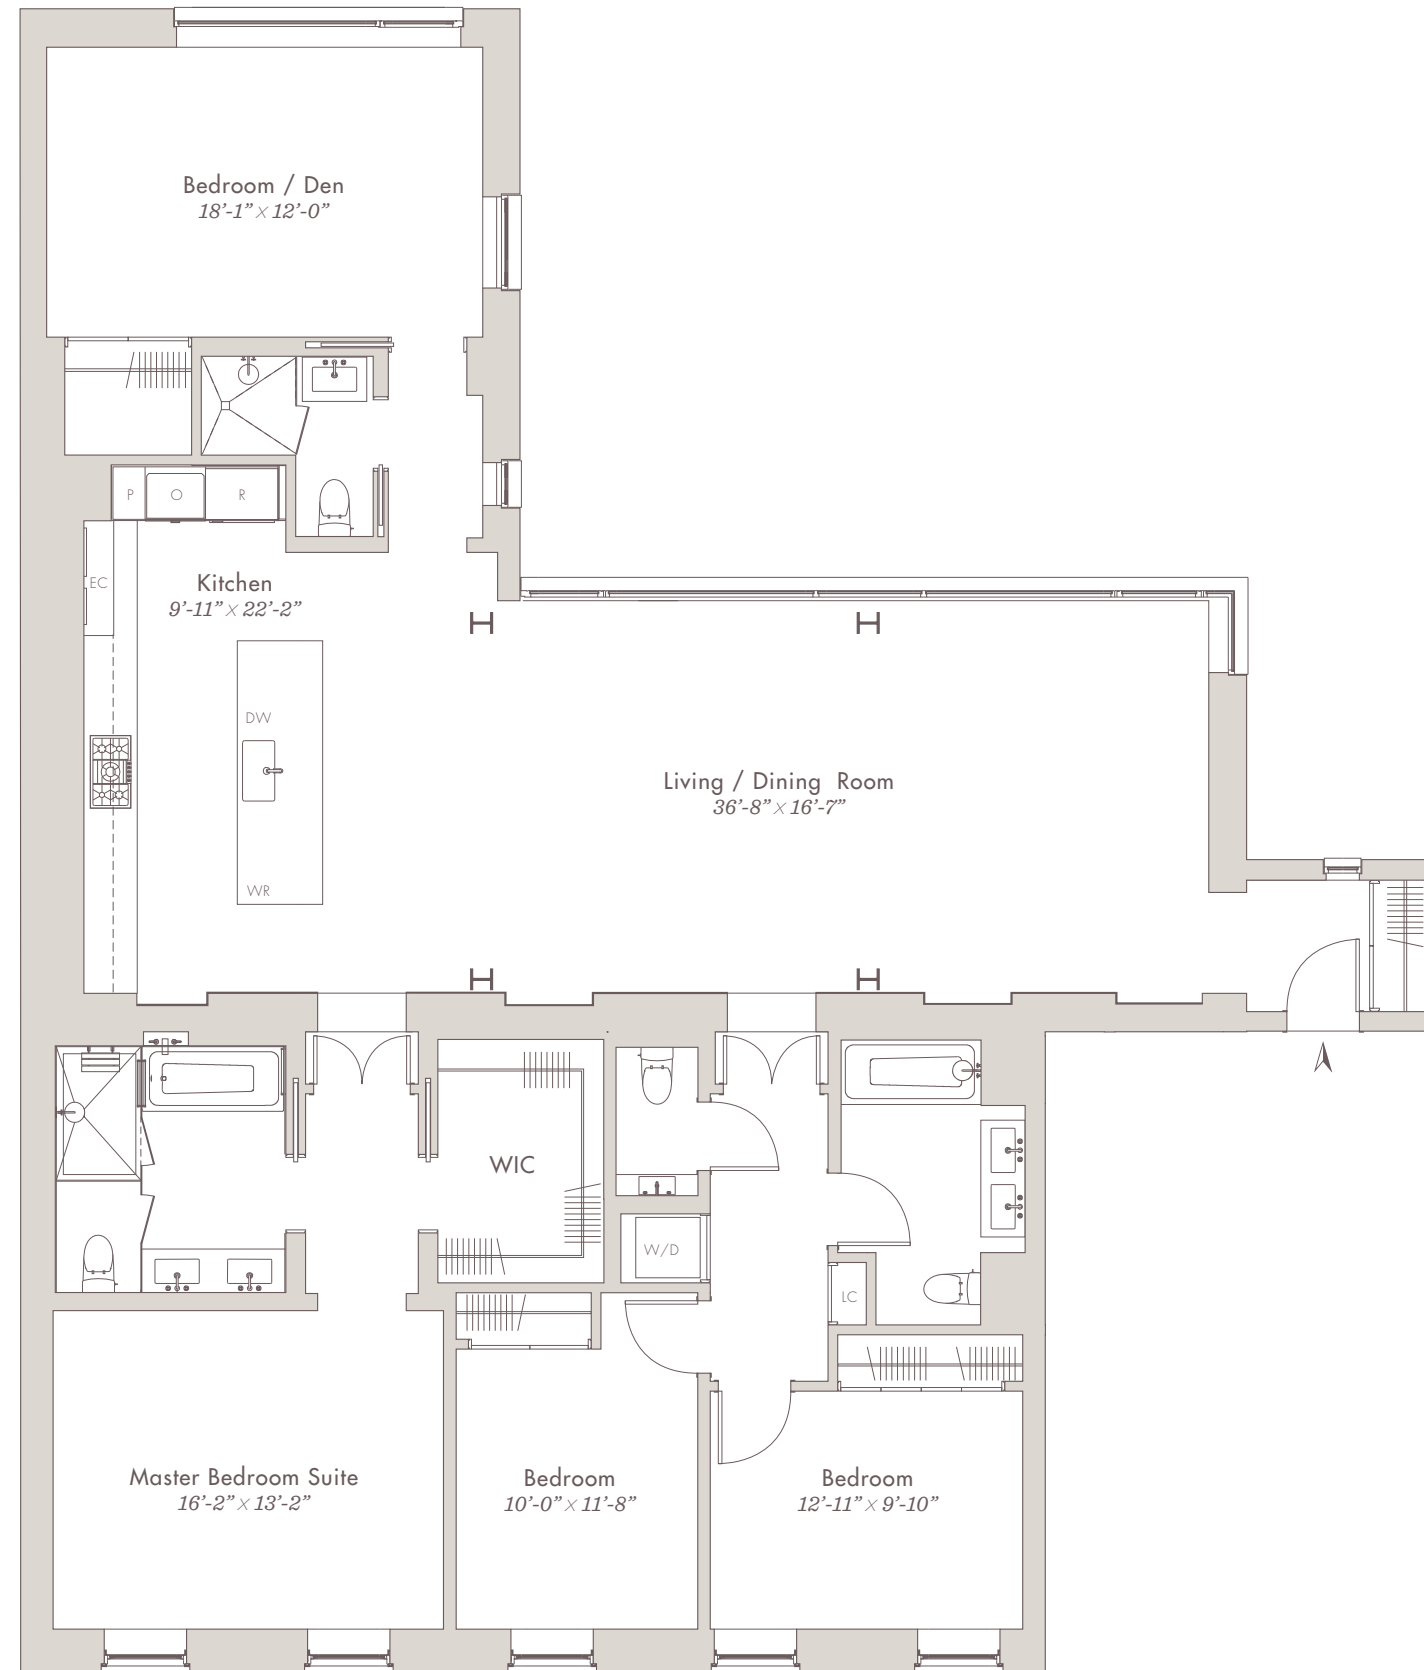 Bedroom / Den
18’-1” × 12’-0”
P
O
R
EC
Kitchen
9’-11” × 22’-2”
DW
WR
Living / Dining Room
36’-8” × 16’-7”
WIC
W/D
LC
Master Bedroom Suite
16’-2” × 13’-2”
Bedroom
10’-0” × 11’-8”
Bedroom
12’-11” × 9’-10”